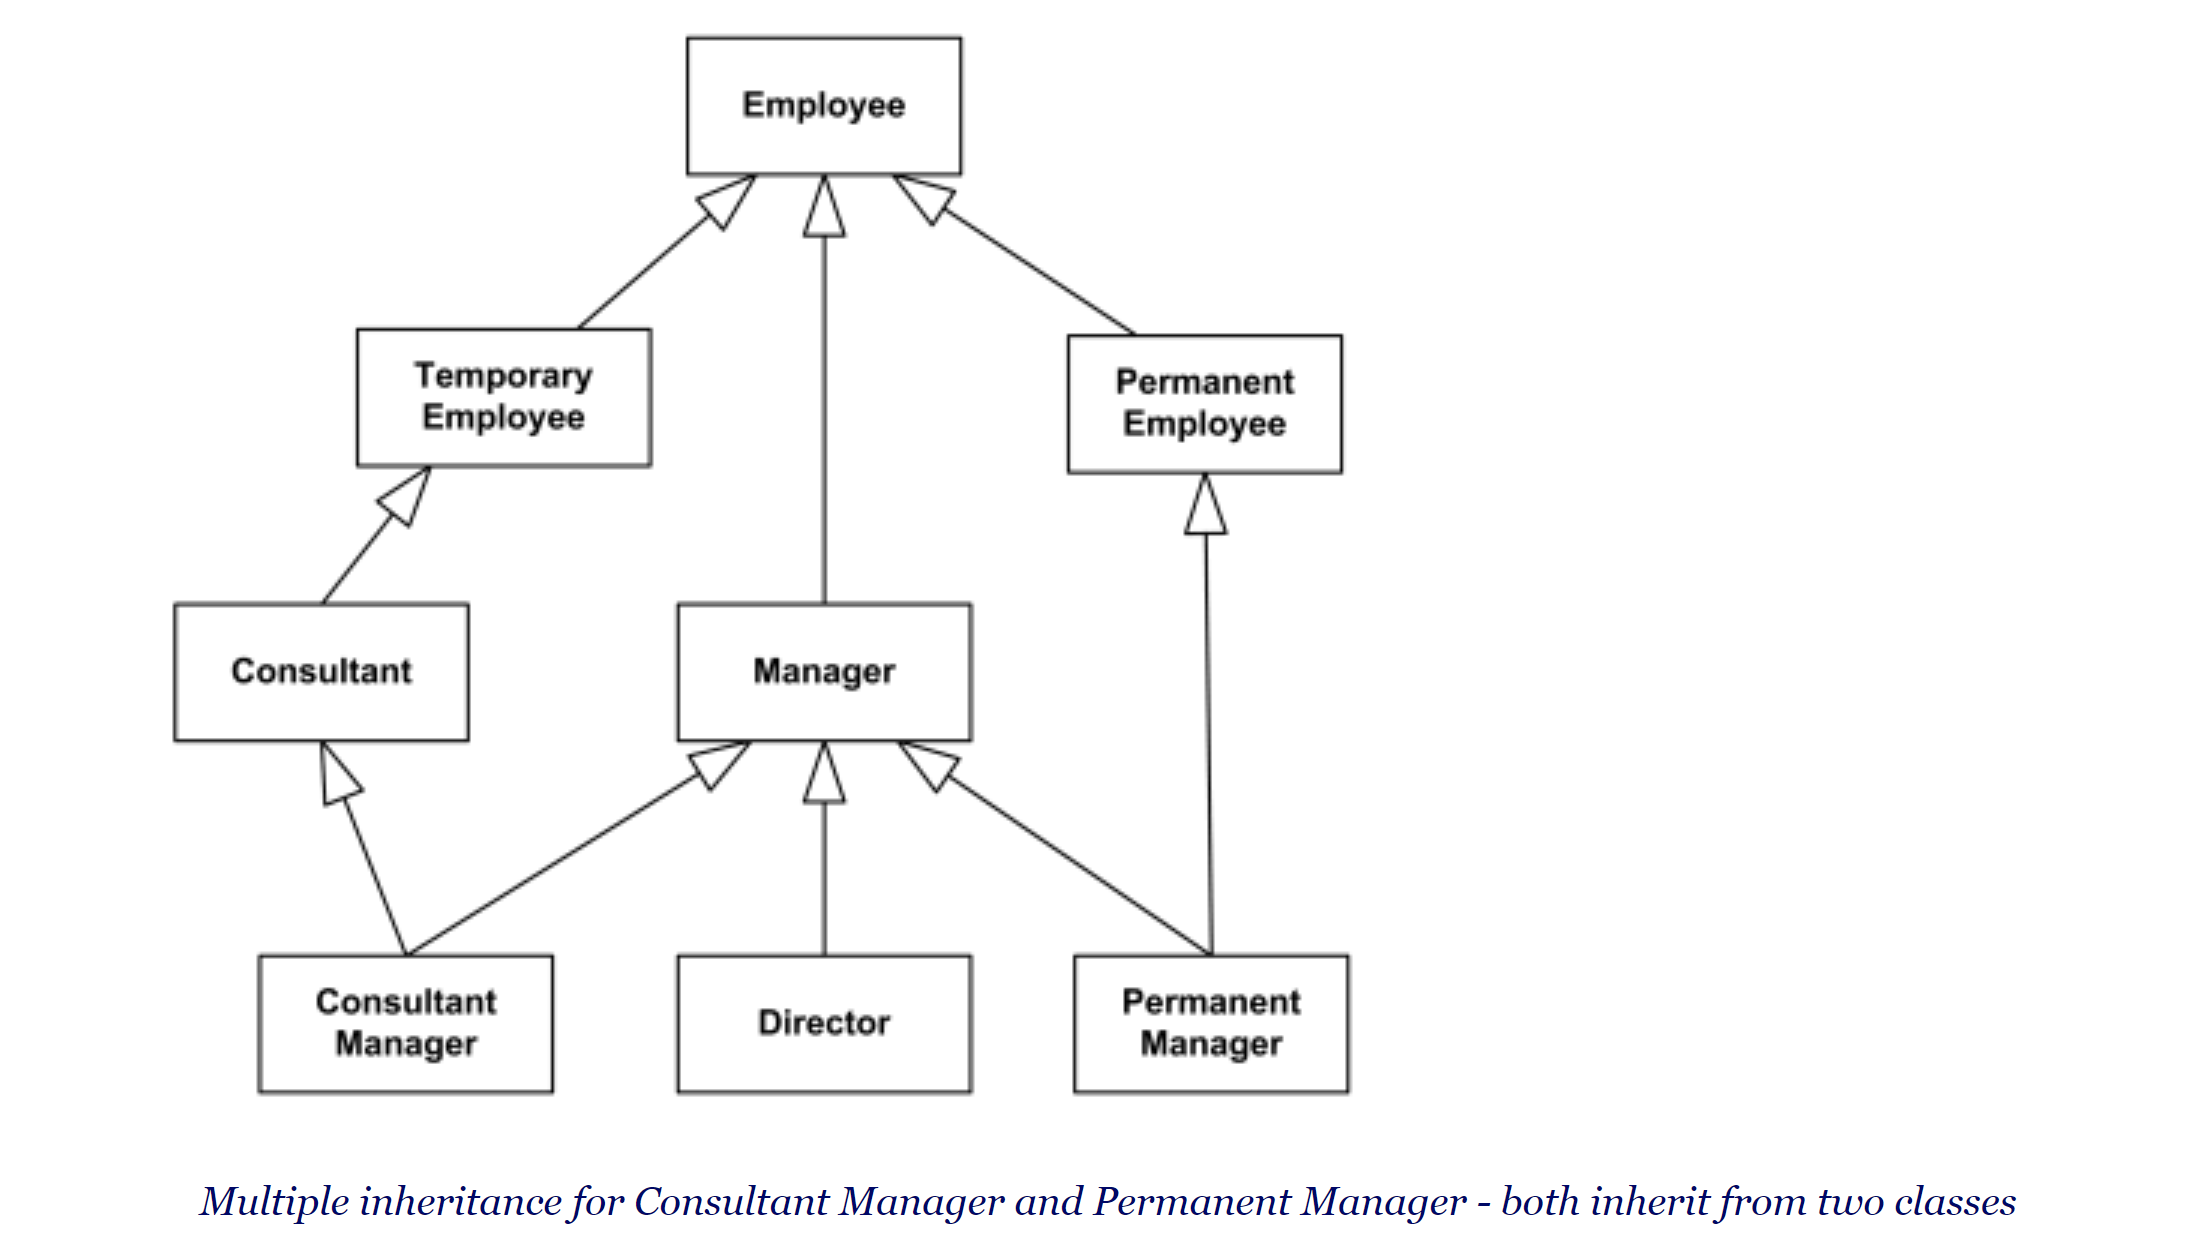 Employee
Temporary
Employee
Permanent
Employee
Consultant
Manager
Consultant
Manager
Director
Permanent
Manager
Multiple inheritance for Consultant Manager and Permanent Manager - both inherit from two classes